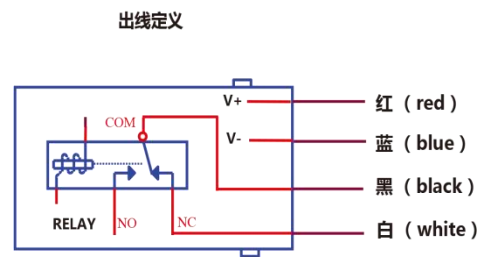 出线定义
V+
红 （ red ）
COM
V-
蓝 （ blue ）
黑 （ black ）
RELAY
NO
NC
白 （ white ）